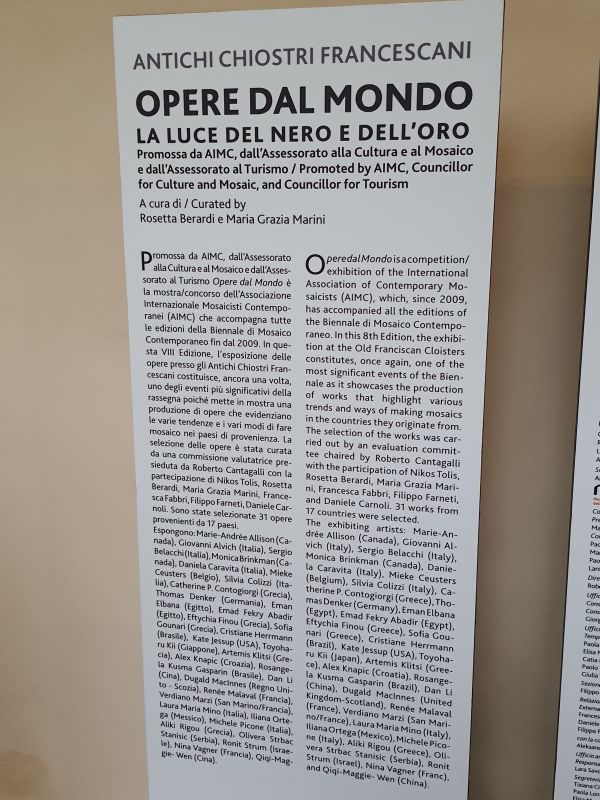 ANTICHI CHIOSTRI FRANCESCANI
OPERE DAL MONDO
LA LUCE DEL NERO E DELL'ORO
Promossa da AIMC, dall'Assessorato alla Cultura e al Mosaico
e dall'Assessorato al Turismo / Promoted by AIMC, Councillor
for Culture and Mosaic, and Councillor for Tourism
A cura di / Curated by
Rosetta Berardi e Maria Grazia Marini
Promossa da AIMC, dall'Assessorato
alla Cultura e al Mosaico e dall'Asses-
sorato al Turismo Opere dal Mondo è
la mostra/concorso dell'Associazione
Internazionale Mosaicisti Contempo-
ranei (AIMC) che accompagna tutte
le edizioni della Biennale di Mosaico
Contemporaneo fin dal 2009. In que-
sta VIII Edizione, l'esposizione delle
opere presso gli Antichi Chiostri Fran-
cescani costituisce, ancora una volta,
uno degli eventi più significativi della
rassegna poiché mette in mostra una
produzione di opere che evidenziano
le varie tendenze e i vari modi di fare
mosaico nei paesi di provenienza. La
selezione delle opere è stata curata
da una commissione valutatrice pre-
sieduta da Roberto Cantagalli con la
partecipazione di Nikos Tolis, Rosetta
Berardi, Maria Grazia Marini, France-
sca Fabbri, Filippo Farneti, Daniele Car-
noli. Sono state selezionate 31 opere
provenienti da 17 paesi.
Espongono: Marie-Andrée Allison (Ca-
nada), Giovanni Alvich (Italia), Sergio
Belacchi (Italia), Monica Brinkman (Ca-
nada), Daniela Caravita (Italia), Mieke
Ceusters (Belgio), Silvia Colizzi (Ita-
lia), Catherine P. Contogiorgi (Grecia),
Thomas Denker (Germania), Eman
Elbana (Egitto), Emad Fekry Abadir
(Egitto), Eftychia Finou (Grecia), Sofia
Gounari (Grecia), Cristiane Herrmann
(Brasile), Kate Jessup (USA), Toyoha-
ru Kii (Giappone), Artemis Klitsi (Gre-
cia), Alex Knapic (Croazia), Rosange-
la Kusma Gasparin (Brasile), Dan Li
(Cina), Dugald MacInnes (Regno Uni-
to - Scozia), Renée Malaval (Francia),
Verdiano Marzi (San Marino/Francia),
Laura Maria Mino (Italia), Iliana Orte-
ga (Messico), Michele Picone (Italia),
Aliki Rigou (Grecia), Olivera Strbac
Stanisic (Serbia), Ronit Strum (Israe-
le), Nina Vagner (Francia), Qiqi-Mag-
gie- Wen (Cina).
Opere dal Mondo is a competition/
exhibition of the International
Association of Contemporary Mo-
saicists (AIMC), which, since 2009,
has accompanied all the editions of
the Biennale di Mosaico Contempo-
raneo. In this 8th Edition, the exhibi-
tion at the Old Franciscan Cloisters
constitutes, once again, one of the
most significant events of the Bien-
nale as it showcases the production
of works that highlight various
trends and ways of making mosaics
in the countries they originate from.
The selection of the works was car-
ried out by an evaluation commit-
tee chaired by Roberto Cantagalli
with the participation of Nikos Tolis,
Rosetta Berardi, Maria Grazia Mari-
ni, Francesca Fabbri, Filippo Farneti,
and Daniele Carnoli. 31 works from
17 countries were selected.
The exhibiting artists: Marie-An-
drée Allison (Canada), Giovanni Al-
vich (Italy), Sergio Belacchi (Italy),
Monica Brinkman (Canada), Danie-
la Caravita (Italy), Mieke Ceusters
(Belgium), Silvia Colizzi (Italy), Ca-
therine P. Contogiorgi (Greece), Tho-
mas Denker (Germany), Eman Elbana
(Egypt), Emad Fekry Abadir (Egypt),
Eftychia Finou (Greece), Sofia Gou-
nari (Greece), Cristiane Herrmann
(Brazil), Kate Jessup (USA), Toyoha-
ru Kii (Japan), Artemis Klitsi (Gree-
ce), Alex Knapic (Croatia), Rosange-
la Kusma Gasparin (Brazil), Dan Li
(China), Dugald MacInnes (United
Kingdom-Scotland), Renée Malaval
(France), Verdiano Marzi (San Mari-
no/France), Laura Maria Mino (Italy),
Iliana Ortega (Mexico), Michele Pico-
ne (Italy), Aliki Rigou (Greece), Oli-
vera Strbac Stanisic (Serbia), Ronit
Strum (Israel), Nina Vagner (Franc),
and Qiqi-Maggie- Wen (China).